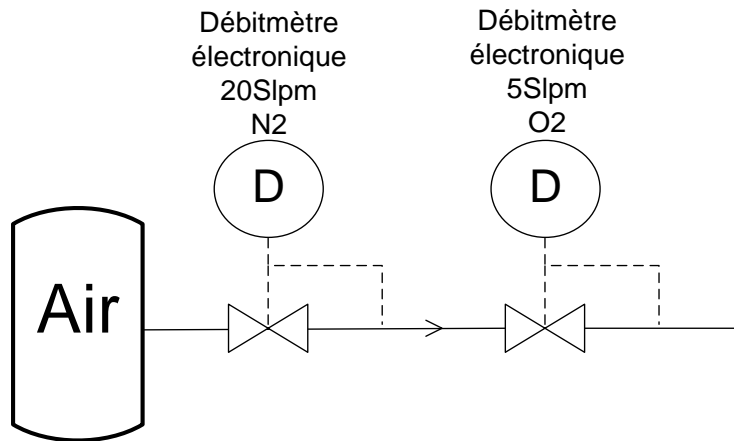 Débitmètre
électronique
20Slpm
N2
D
Débitmètre
électronique
5Slpm
O2
D
Air